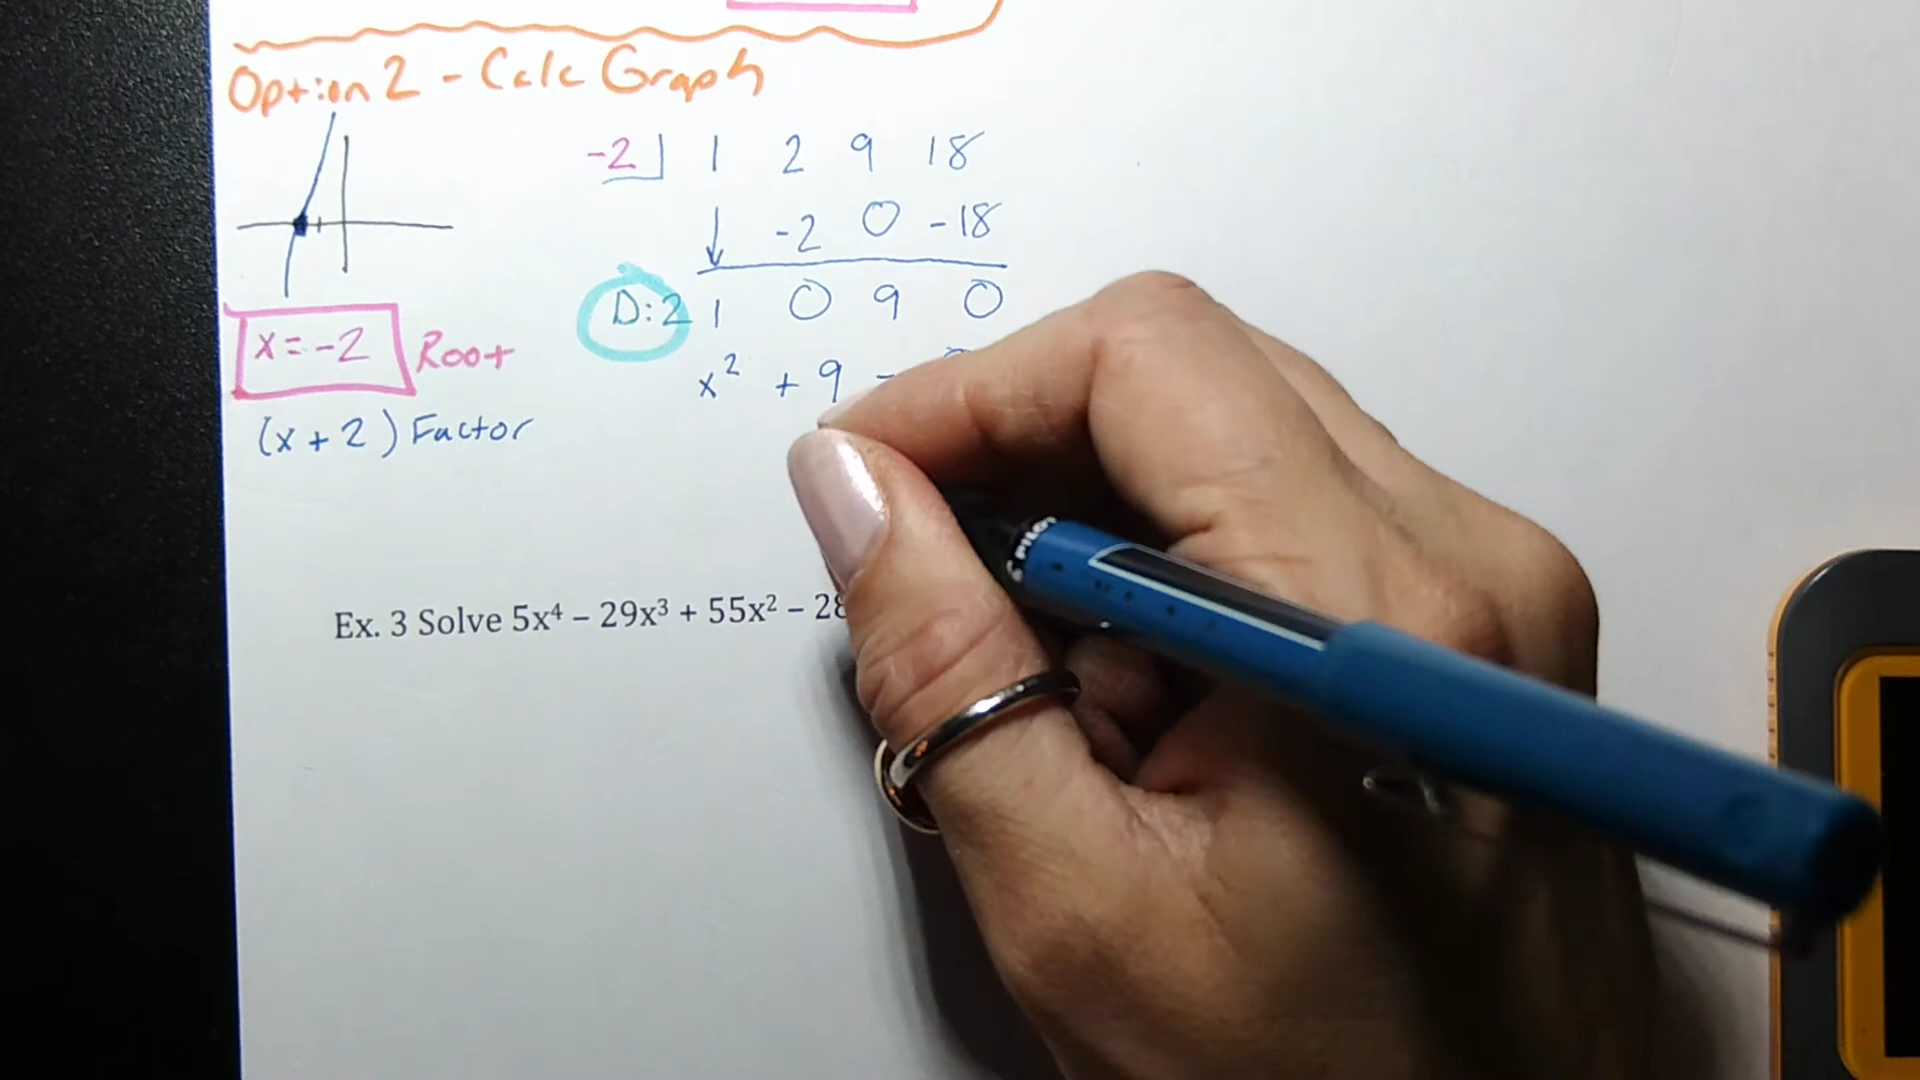 Option 2 - Calc Graph
-2 1 2 9 18
-2 0 -18
D:2 1 0 9 0
x = -2 Root
x² + 9 =
(x + 2) Factor
Ex. 3 Solve 5x⁴ – 29x³ + 55x² – 28
PILOT